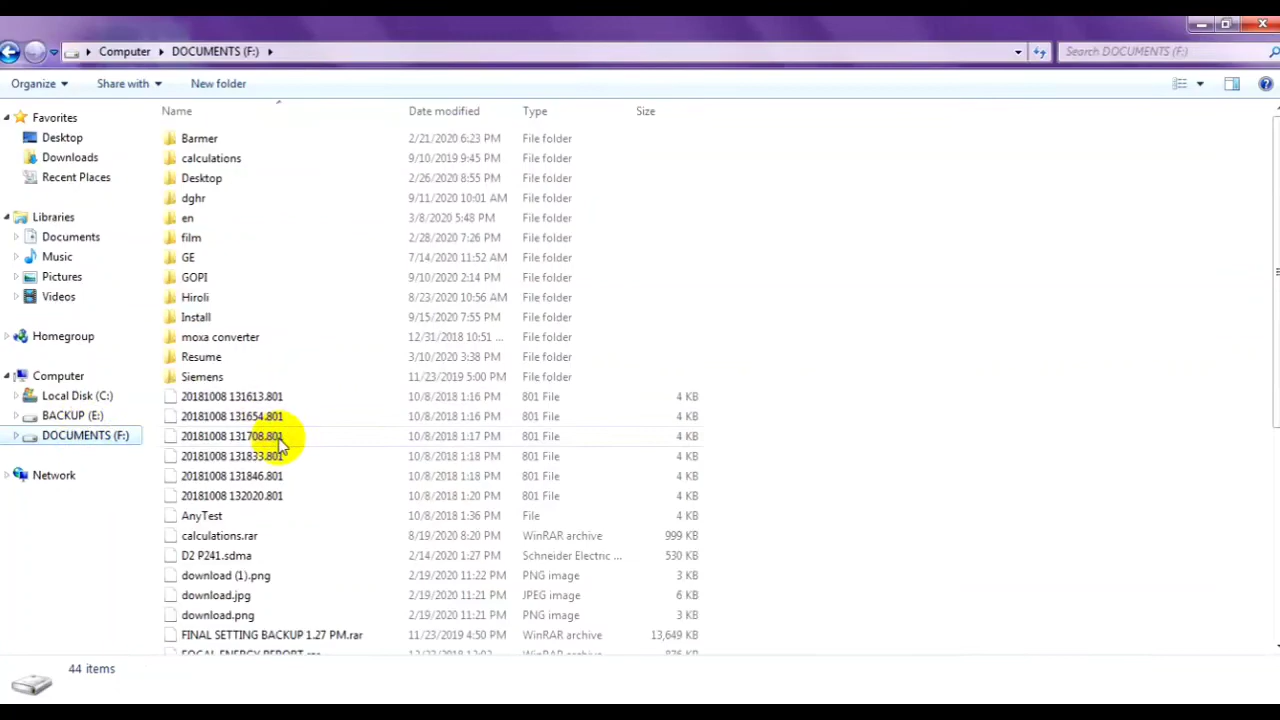 Computer DOCUMENTS (F:) Search DOCUMENTS (F:)
Organize Share with New folder
Name Date modified Type Size
Favorites
Desktop
Downloads
Recent Places
Libraries
Documents
Music
Pictures
Videos
Homegroup
Computer
Local Disk (C:)
BACKUP (E:)
DOCUMENTS (F:)
Network
Barmer 2/21/2020 6:23 PM File folder
calculations 9/10/2019 9:45 PM File folder
Desktop 2/26/2020 8:55 PM File folder
dghr 9/11/2020 10:01 AM File folder
en 3/8/2020 5:48 PM File folder
film 2/28/2020 7:26 PM File folder
GE 7/14/2020 11:52 AM File folder
GOPI 9/10/2020 2:14 PM File folder
Hiroli 8/23/2020 10:56 AM File folder
Install 9/15/2020 7:55 PM File folder
moxa converter 12/31/2018 10:51 ... File folder
Resume 3/10/2020 3:38 PM File folder
Siemens 11/23/2019 5:00 PM File folder
20181008 131613.801 10/8/2018 1:16 PM 801 File 4 KB
20181008 131654.801 10/8/2018 1:16 PM 801 File 4 KB
20181008 131708.801 10/8/2018 1:17 PM 801 File 4 KB
20181008 131833.801 10/8/2018 1:18 PM 801 File 4 KB
20181008 131846.801 10/8/2018 1:18 PM 801 File 4 KB
20181008 132020.801 10/8/2018 1:20 PM 801 File 4 KB
AnyTest 10/8/2018 1:36 PM File 4 KB
calculations.rar 8/19/2020 8:20 PM WinRAR archive 999 KB
D2 P241.sdma 2/14/2020 1:27 PM Schneider Electric ... 530 KB
download (1).png 2/19/2020 11:22 PM PNG image 3 KB
download.jpg 2/19/2020 11:21 PM JPEG image 6 KB
download.png 2/19/2020 11:21 PM PNG image 3 KB
FINAL SETTING BACKUP 1.27 PM.rar 11/23/2019 4:50 PM WinRAR archive 13,649 KB
44 items